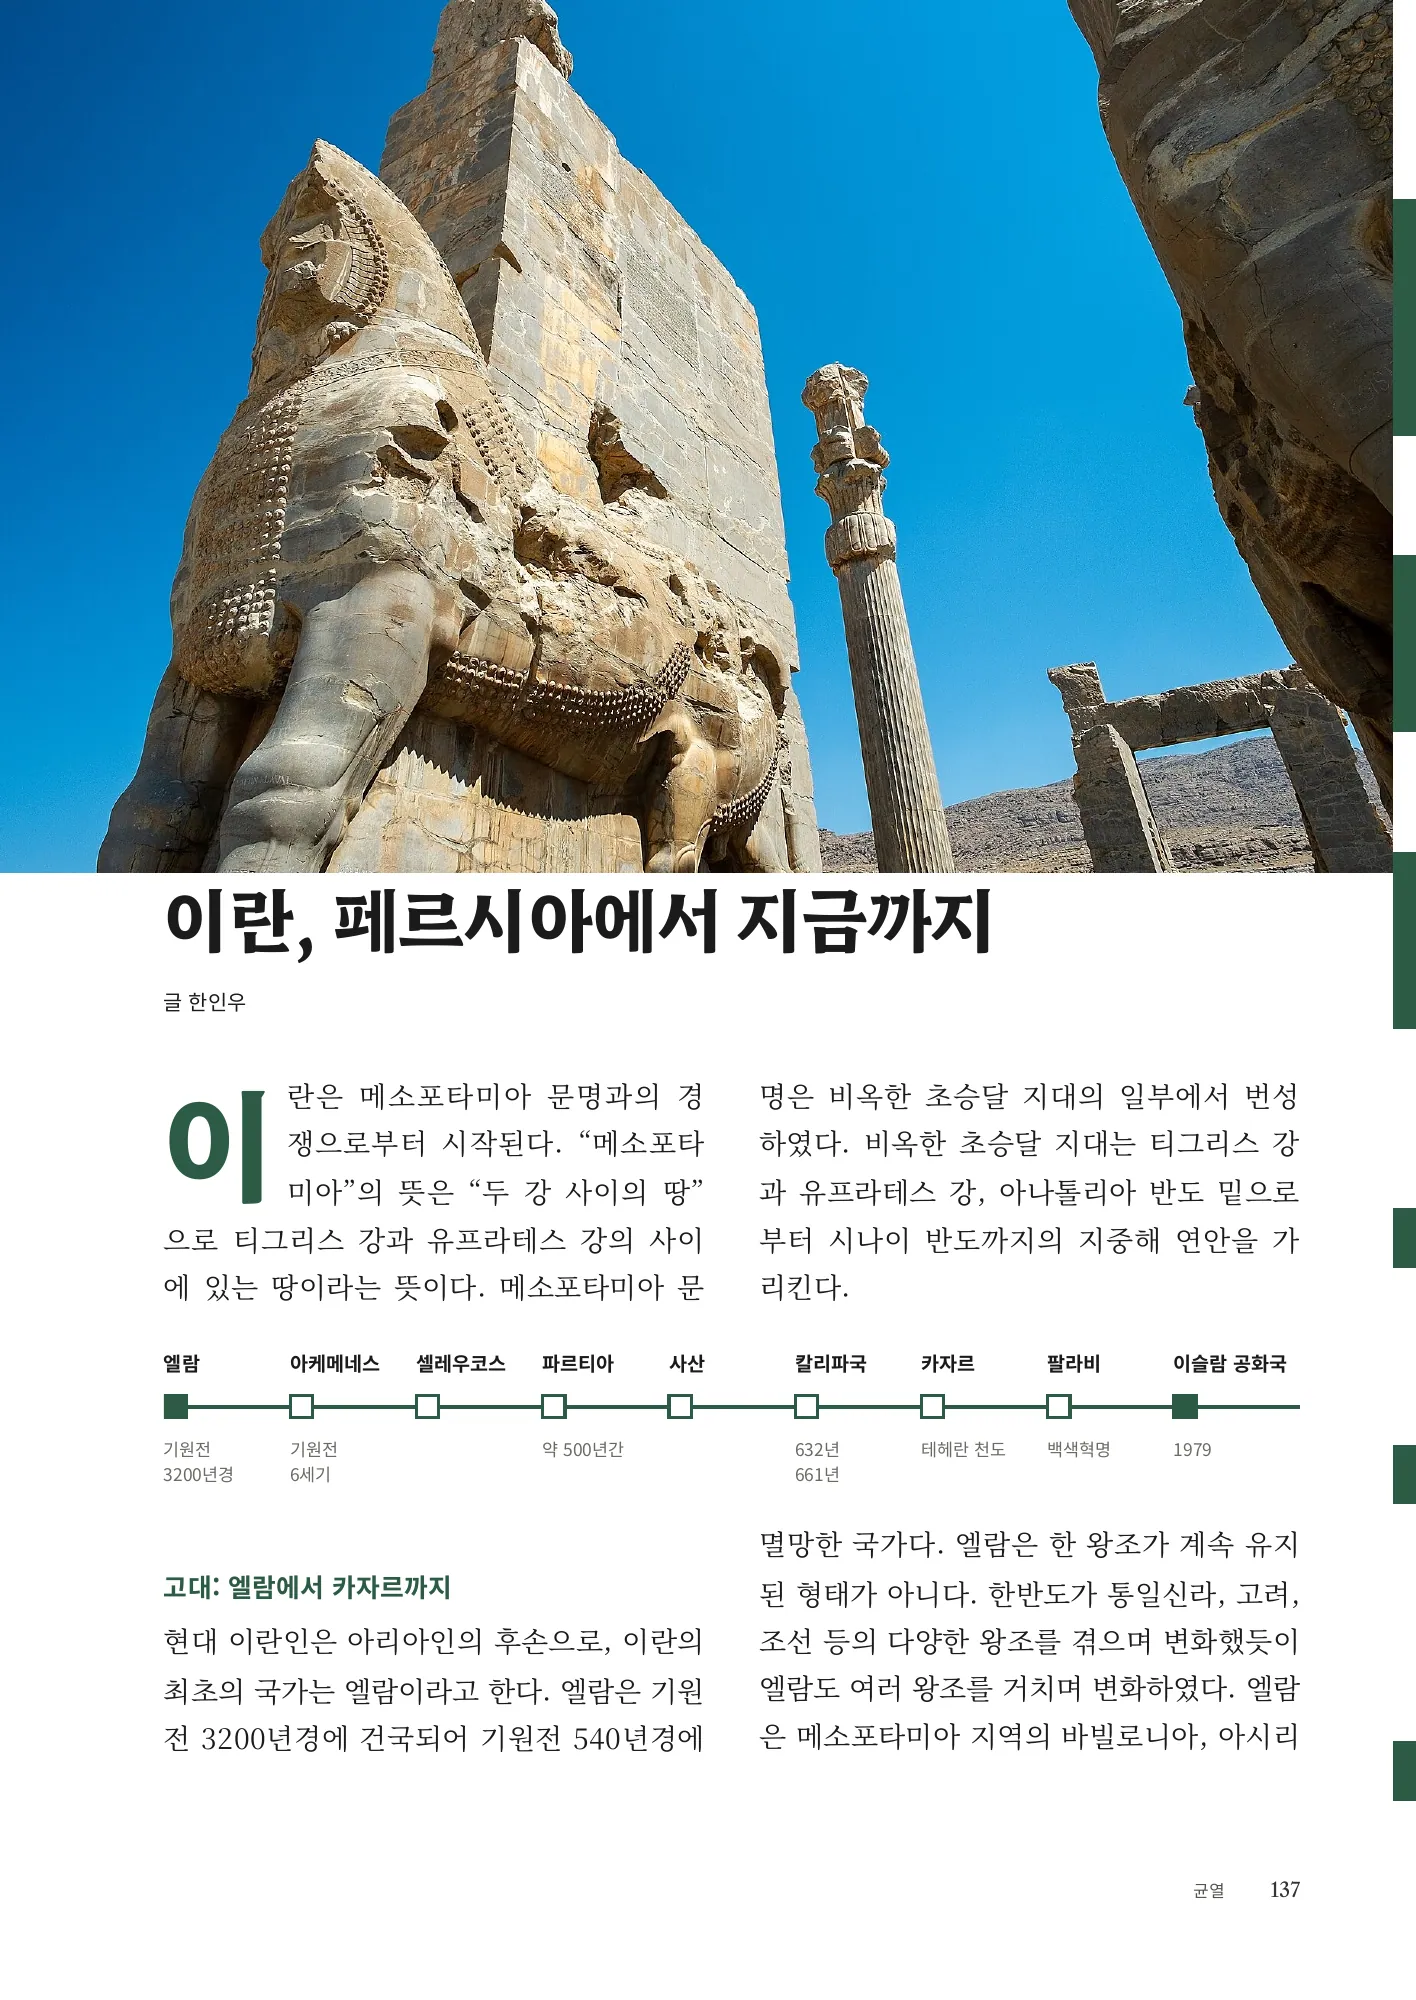 이란, 페르시아에서 지금까지
글 한인우
이란은 메소포타미아 문명과의 경
쟁으로부터 시작된다. “메소포타
미아”의 뜻은 “두 강 사이의 땅”
으로 티그리스 강과 유프라테스 강의 사이
에 있는 땅이라는 뜻이다. 메소포타미아 문
명은 비옥한 초승달 지대의 일부에서 번성
하였다. 비옥한 초승달 지대는 티그리스 강
과 유프라테스 강, 아나톨리아 반도 밑으로
부터 시나이 반도까지의 지중해 연안을 가
리킨다.
엘람 아케메네스 셀레우코스 파르티아 사산 칼리파국 카자르 팔라비 이슬람 공화국
기원전 기원전 약 500년간 632년 테헤란 천도 백색혁명 1979
3200년경 6세기 661년
고대: 엘람에서 카자르까지
현대 이란인은 아리아인의 후손으로, 이란의
최초의 국가는 엘람이라고 한다. 엘람은 기원
전 3200년경에 건국되어 기원전 540년경에
멸망한 국가다. 엘람은 한 왕조가 계속 유지
된 형태가 아니다. 한반도가 통일신라, 고려,
조선 등의 다양한 왕조를 겪으며 변화했듯이
엘람도 여러 왕조를 거치며 변화하였다. 엘람
은 메소포타미아 지역의 바빌로니아, 아시리
균열 137